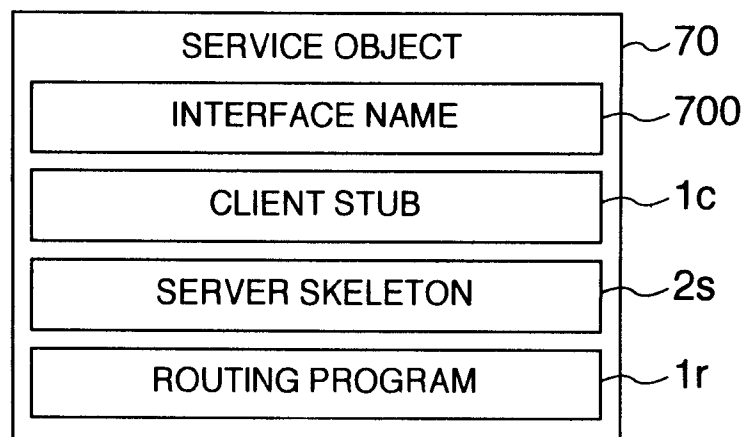 SERVICE OBJECT 70
INTERFACE NAME 700
CLIENT STUB 1c
SERVER SKELETON 2s
ROUTING PROGRAM 1r